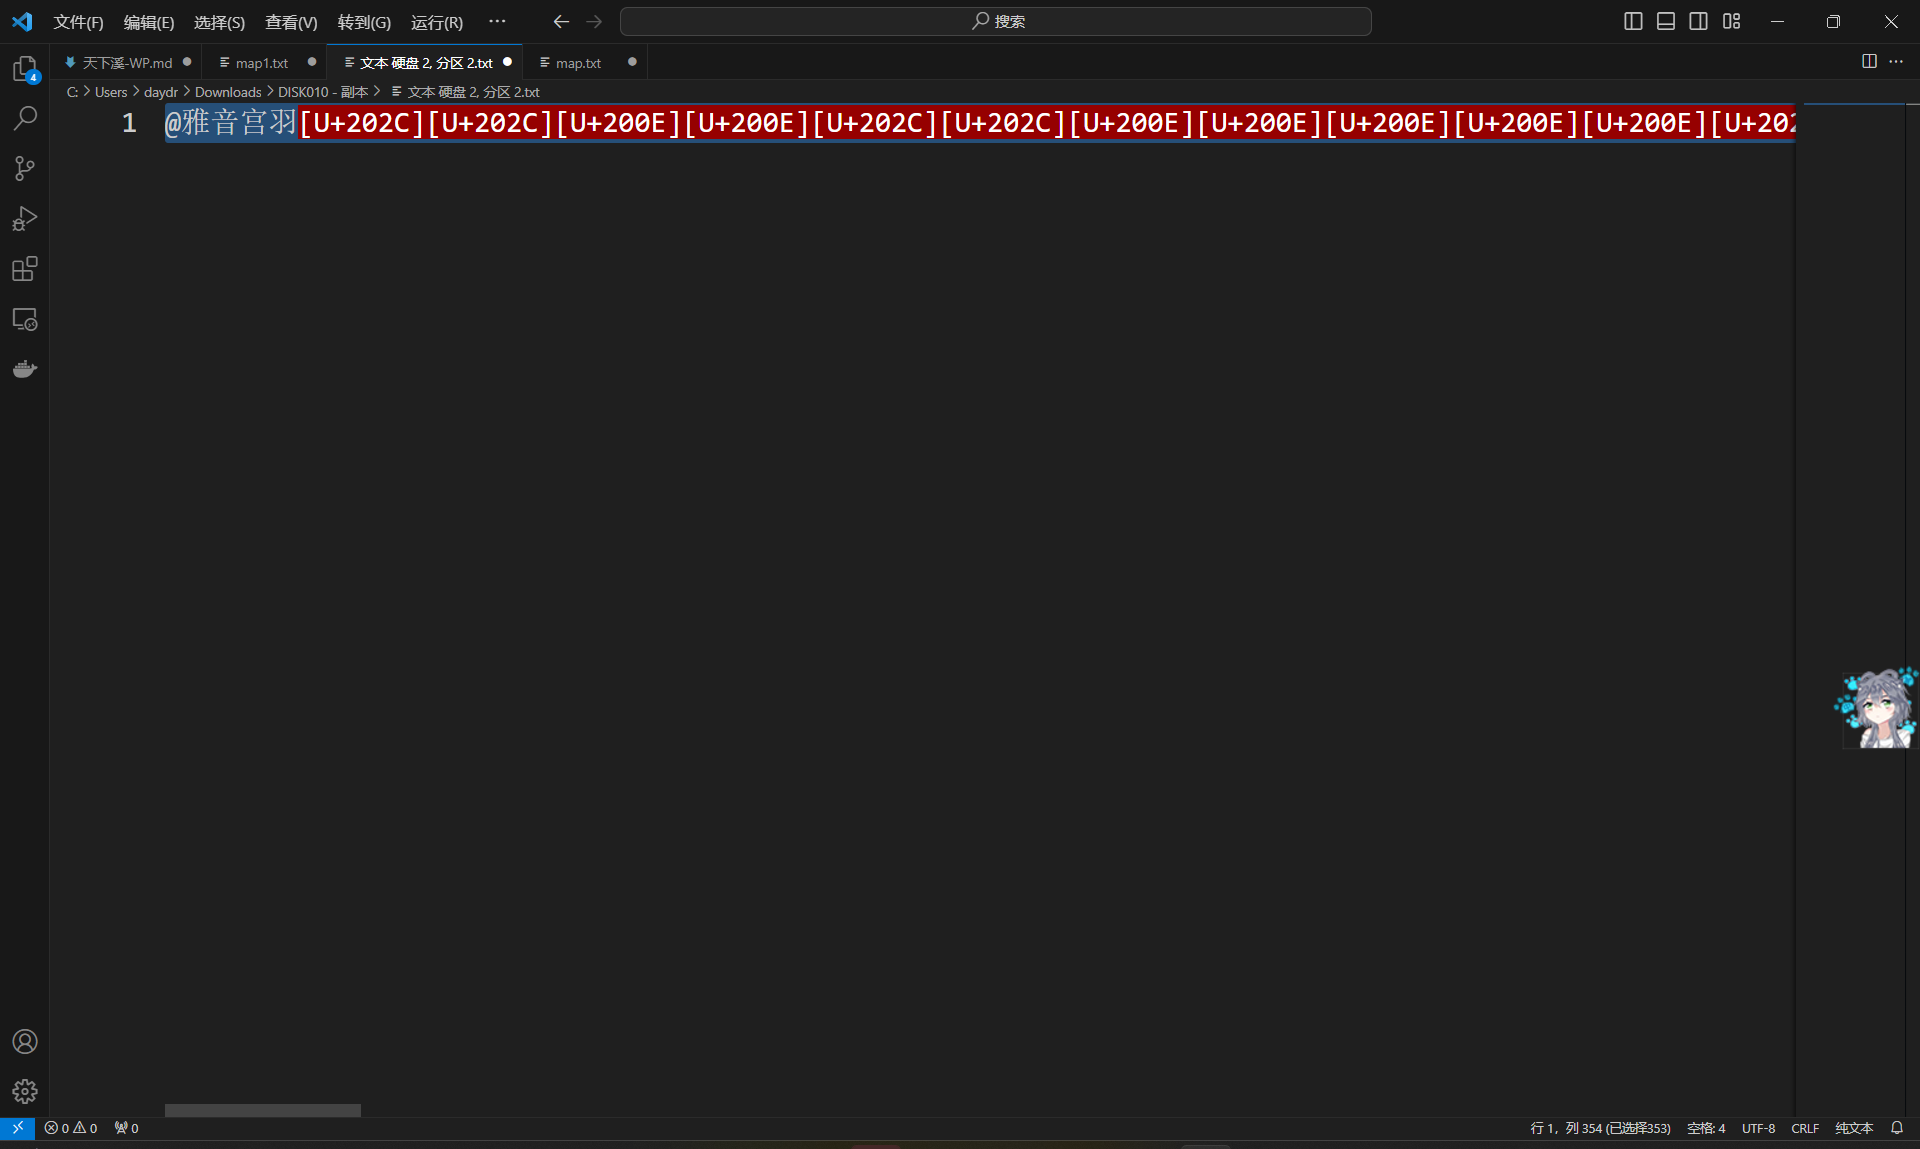 文件(F) 编辑(E) 选择(S) 查看(V) 转到(G) 运行(R) ··· 搜索
天下溪-WP.md map1.txt 文本 硬盘 2, 分区 2.txt map.txt
C: > Users > daydr > Downloads > DISK010 - 副本 > 文本 硬盘 2, 分区 2.txt
1 @雅音宫羽[U+202C][U+202C][U+200E][U+200E][U+202C][U+202C][U+200E][U+200E][U+200E][U+200E][U+200E][U+202
4
0 0 0 行 1, 列 354 (已选择353) 空格: 4 UTF-8 CRLF 纯文本